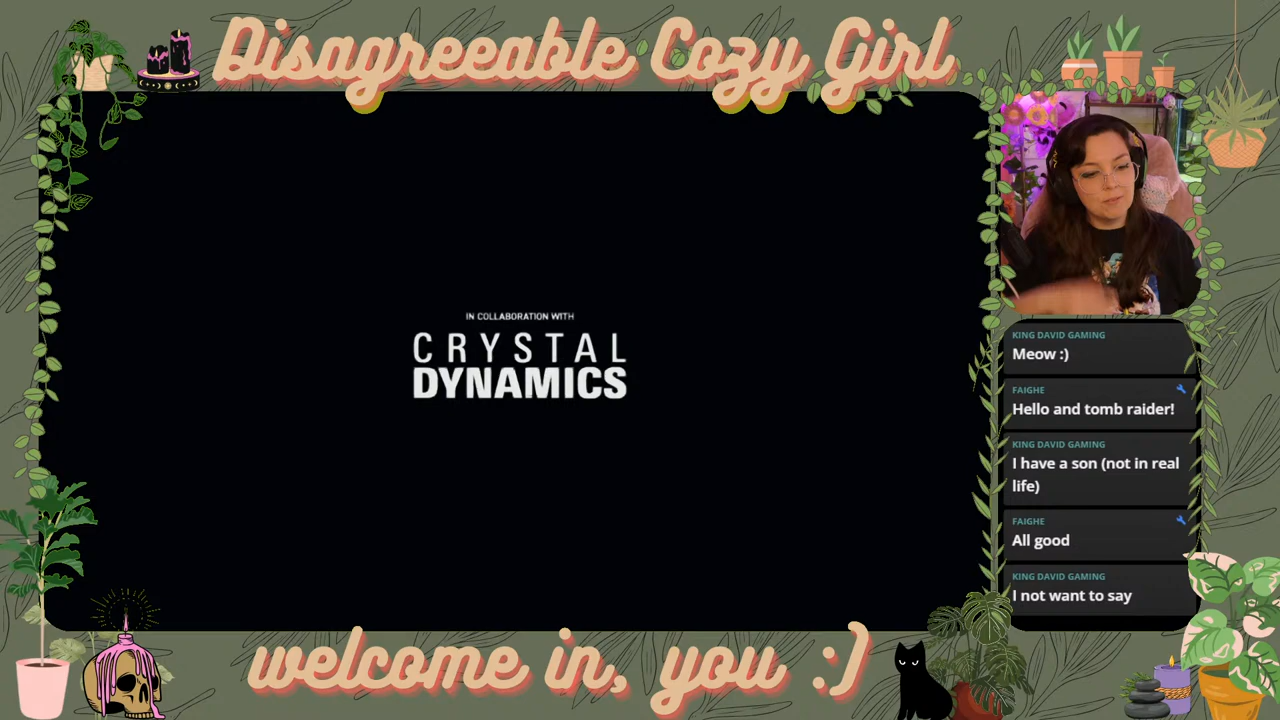 Disagreeable Cozy Girl
IN COLLABORATION WITH
CRYSTAL
DYNAMICS
KING DAVID GAMING
Meow :)
FAIGHE
Hello and tomb raider!
KING DAVID GAMING
I have a son (not in real
life)
FAIGHE
All good
KING DAVID GAMING
I not want to say
welcome in, you :)